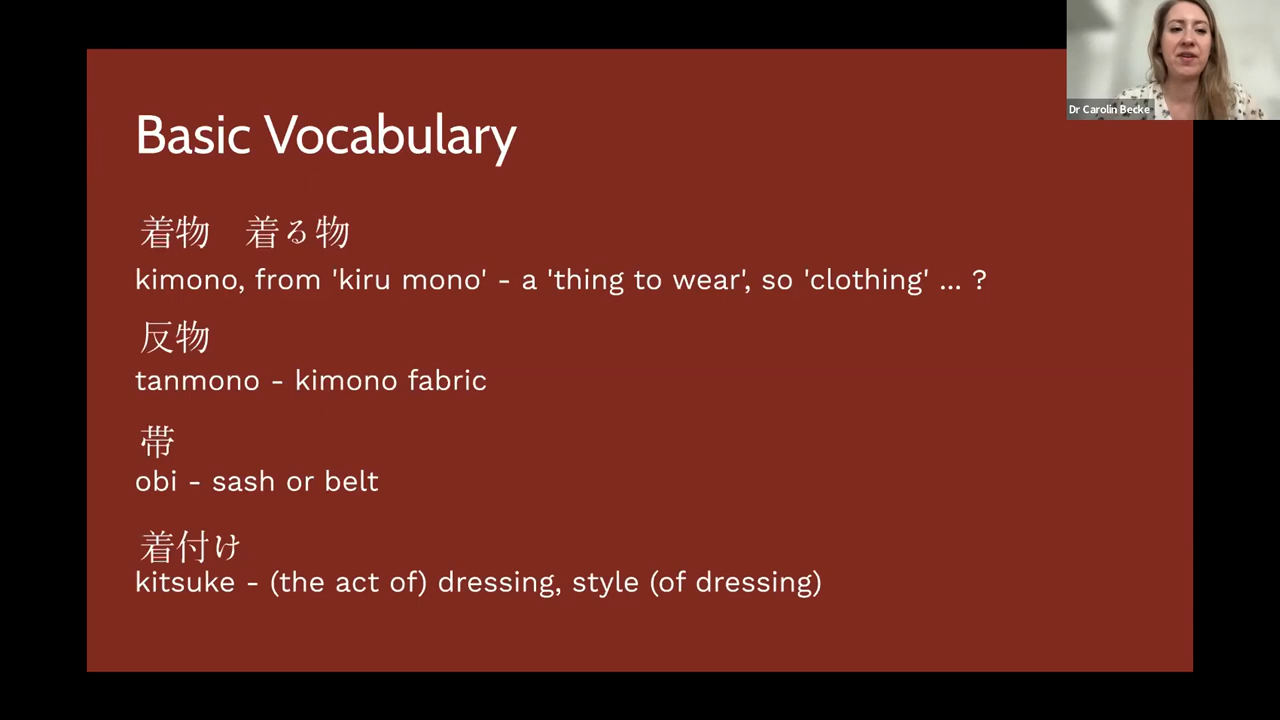 Dr Carolin Becke
Basic Vocabulary
着物　着る物
kimono, from 'kiru mono' - a 'thing to wear', so 'clothing' ... ?
反物
tanmono - kimono fabric
帯
obi - sash or belt
着付け
kitsuke - (the act of) dressing, style (of dressing)